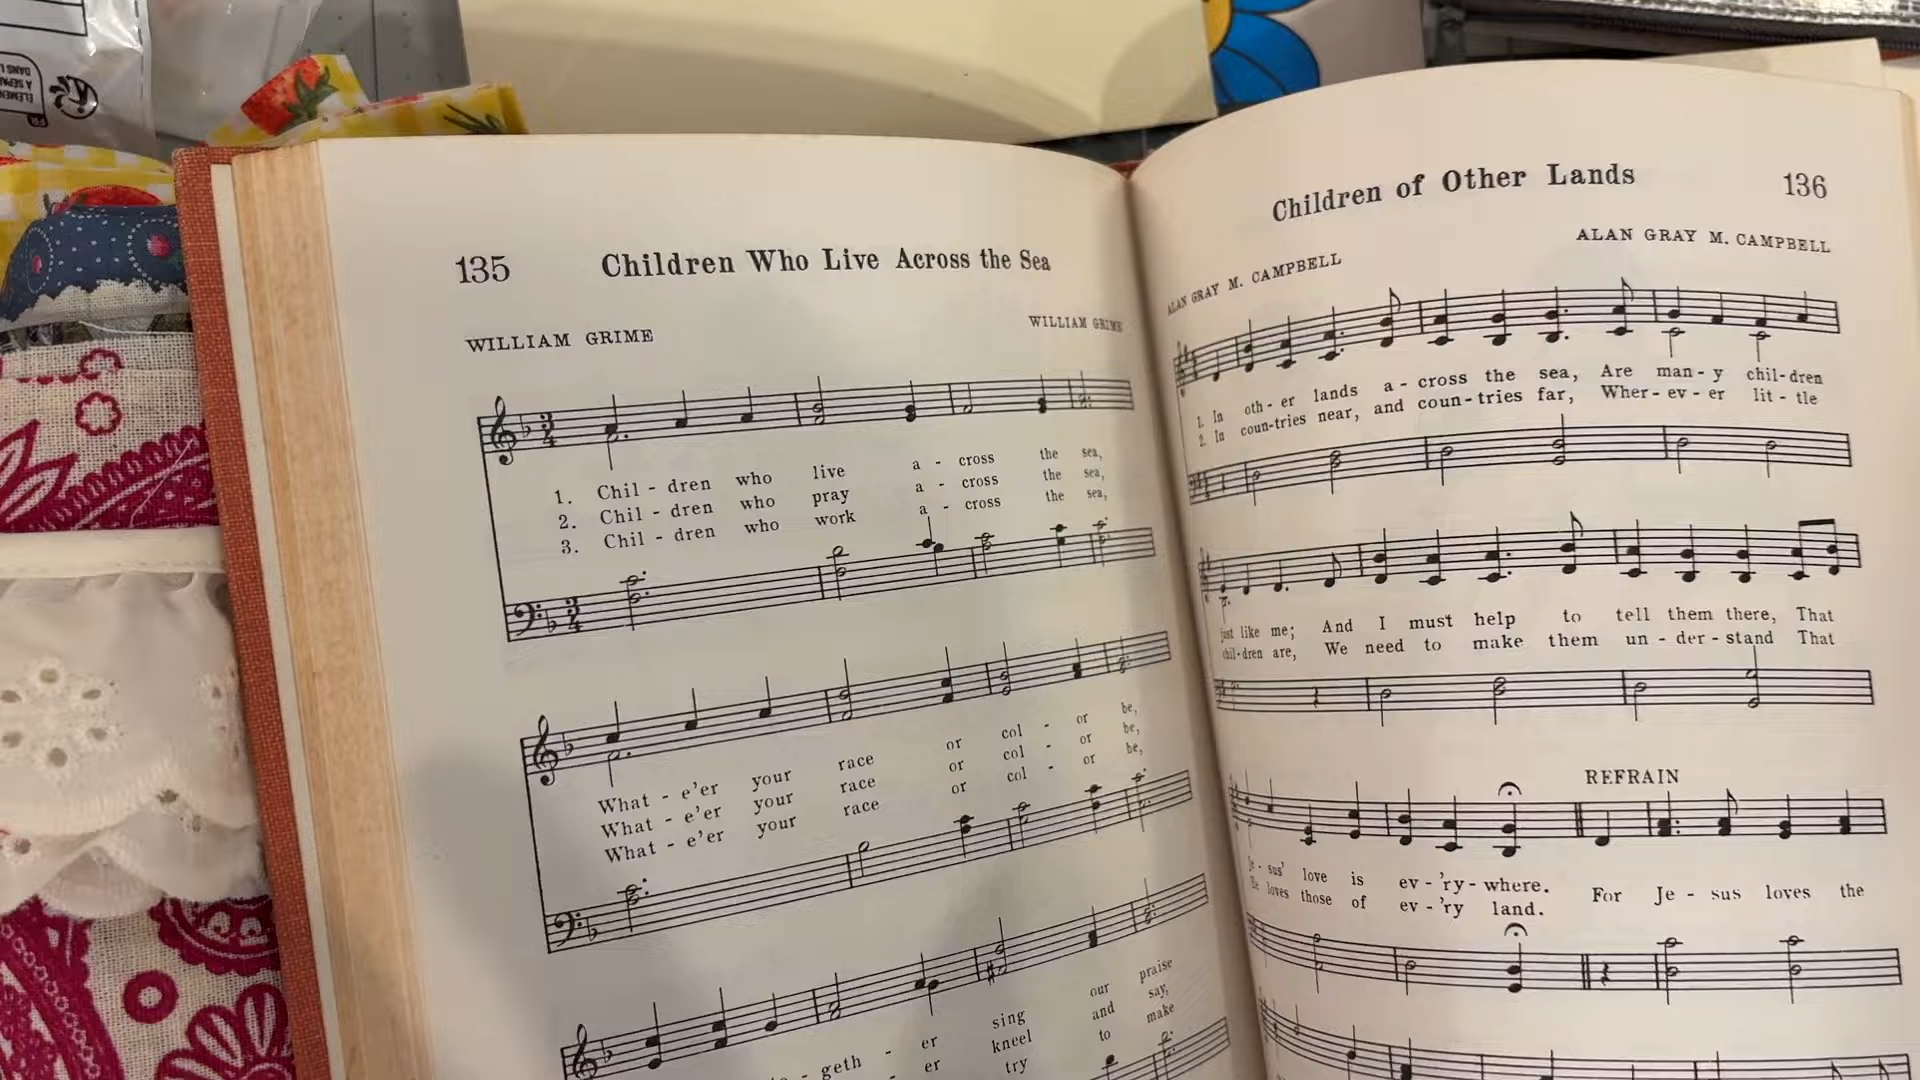 135 Children Who Live Across the Sea
WILLIAM GRIME WILLIAM GRIME
1. Chil - dren who live a - cross the sea,
2. Chil - dren who pray a - cross the sea,
3. Chil - dren who work a - cross the sea,
What - e'er your race or col - or be,
What - e'er your race or col - or be,
What - e'er your race or col - or be,
geth - er sing our praise
er kneel and say,
er try to make
Children of Other Lands 136
ALAN GRAY M. CAMPBELL ALAN GRAY M. CAMPBELL
1. In oth - er lands a - cross the sea, Are man - y chil - dren
2. In coun - tries near, and coun - tries far, Wher - ev - er lit - tle
just like me; And I must help to tell them there, That
chil - dren are, We need to make them un - der - stand That
REFRAIN
Je - sus' love is ev - 'ry - where. For Je - sus loves the
He loves those of ev - 'ry land.